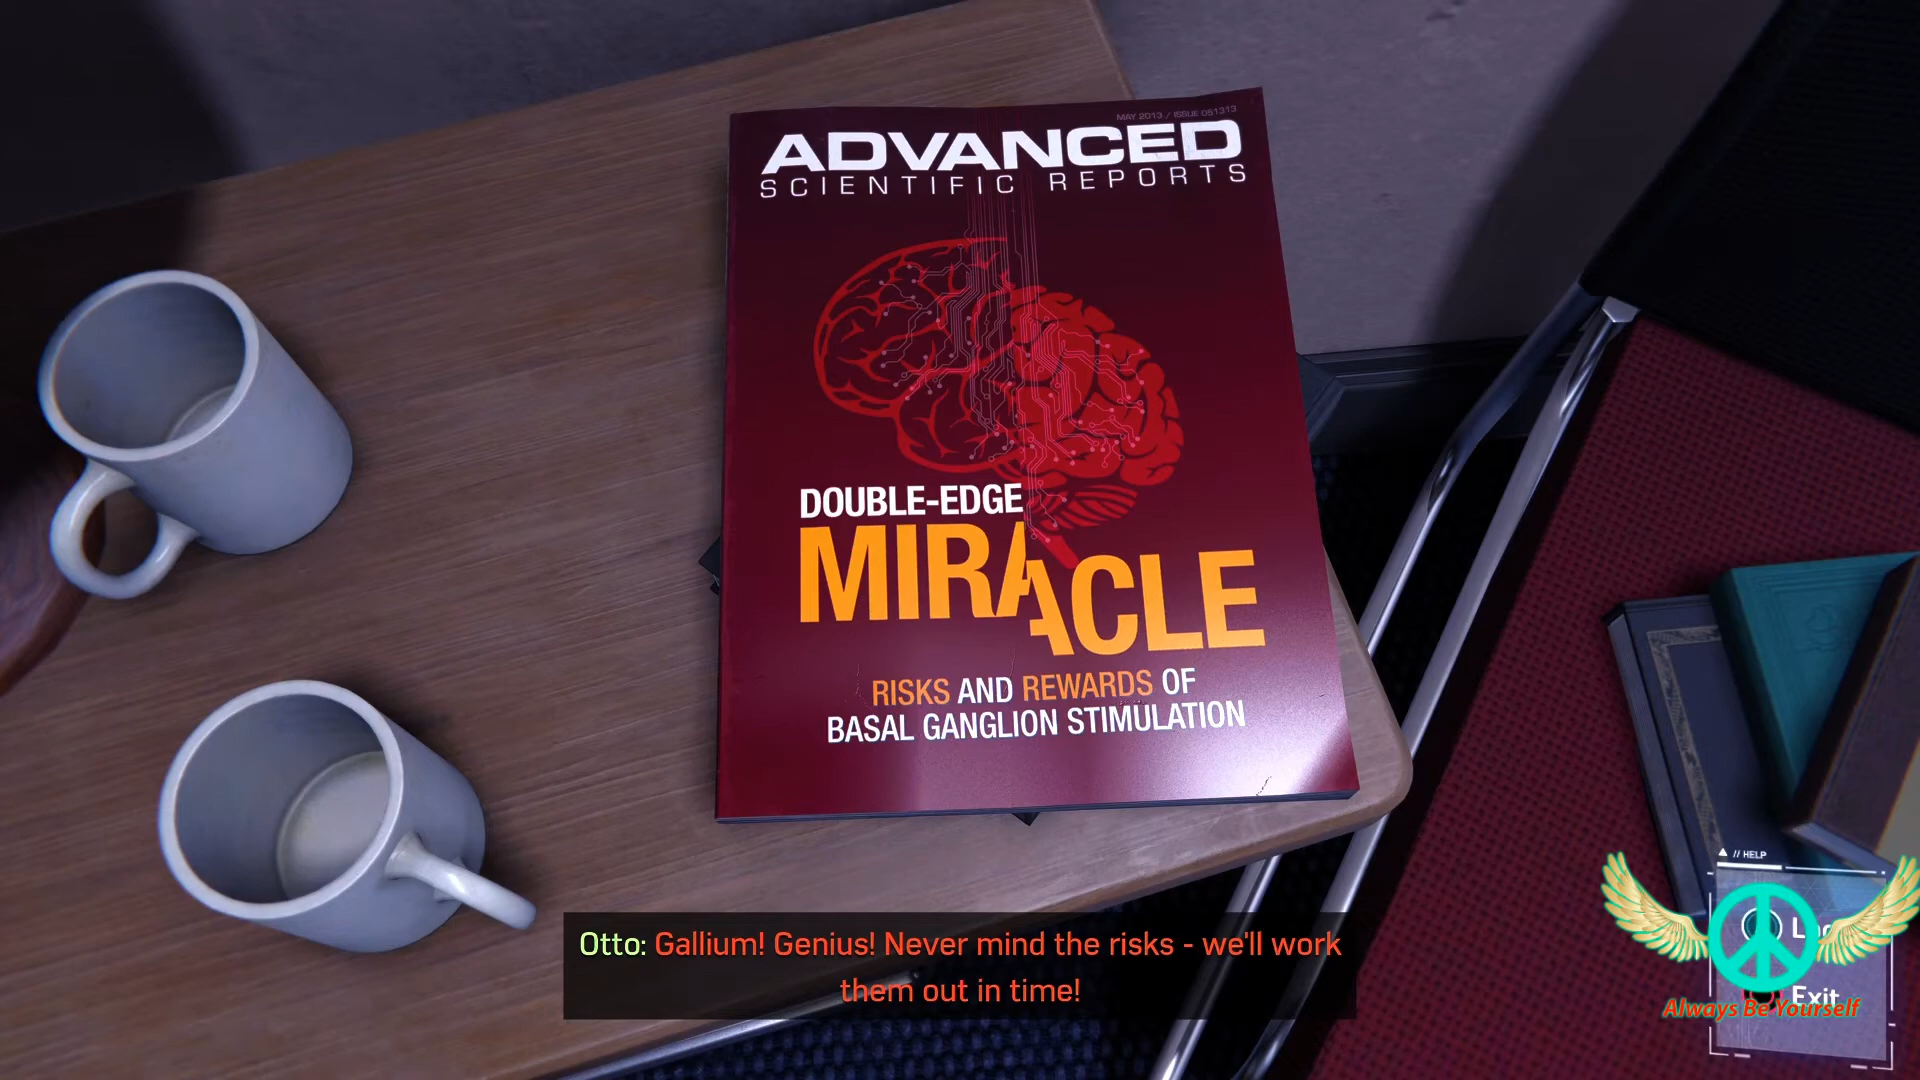 MAY 2013 / ISSUE 051313
ADVANCED
SCIENTIFIC REPORTS
DOUBLE-EDGE
MIRACLE
RISKS AND REWARDS OF
BASAL GANGLION STIMULATION
// HELP
Exit
Always Be Yourself
Otto: Gallium! Genius! Never mind the risks - we'll work
them out in time!